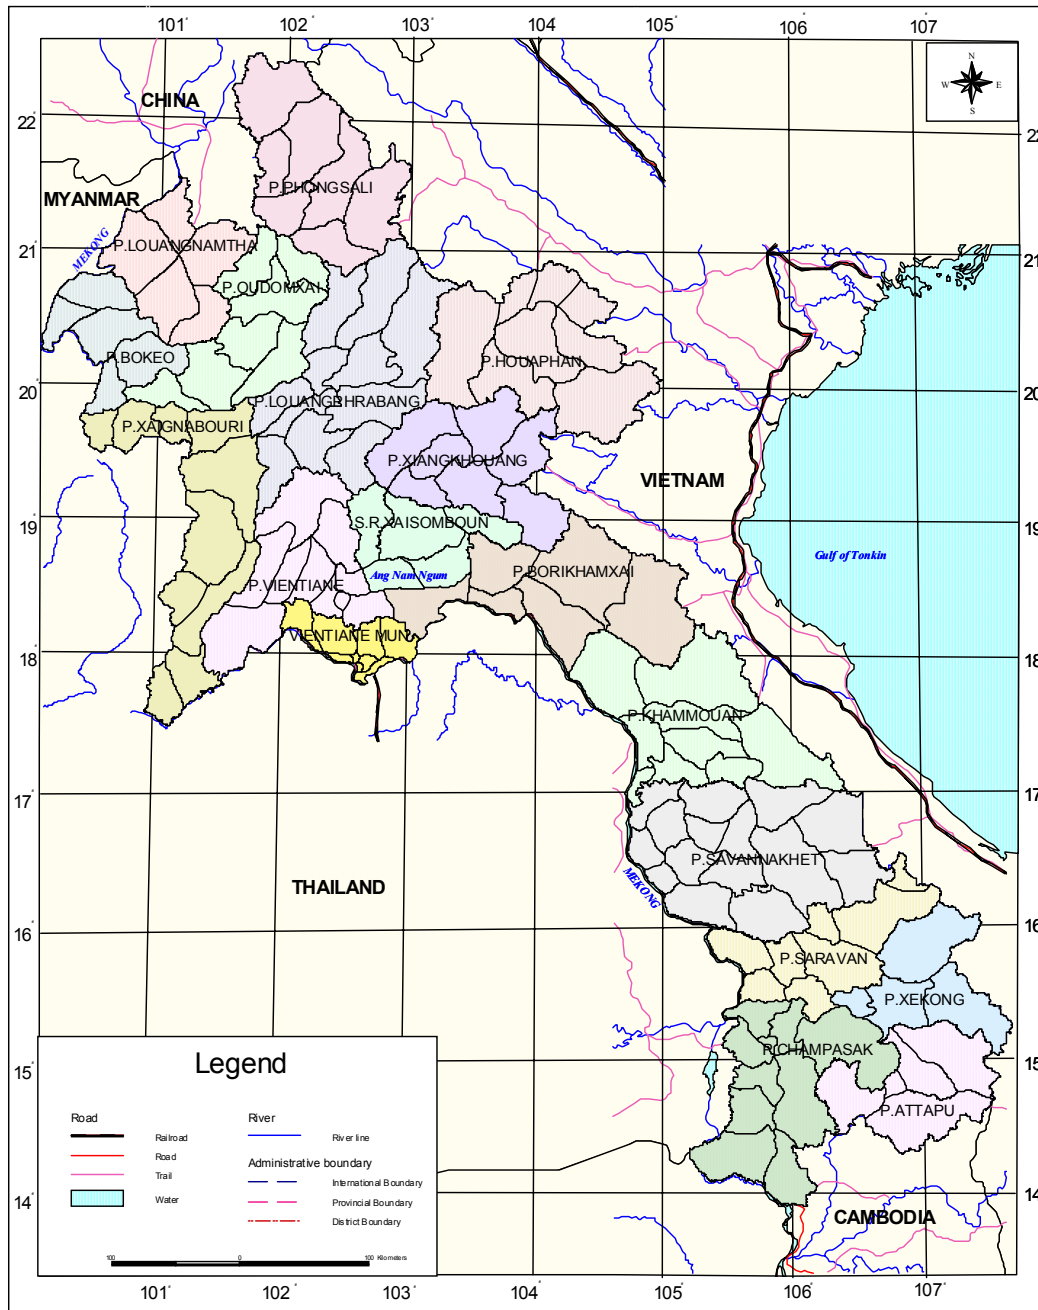 101°
102°
103°
104°
105°
106°
107°
N
W
E
S
CHINA
22°
22
P.PHONGSALI
MYANMAR
MEKONG
P.LOUANGNAMTHA
21°
21
P.OUDOMXAI
P.BOKEO
P.HOUAPHAN
20°
20
P.LOUANGPHRABANG
P.XAIGNABOURI
P.XIANGKHOUANG
VIETNAM
19°
19
S.R.XAISOMBOUN
Gulf of Tonkin
P.BORIKHAMXAI
Ang Nam Ngum
P.VIENTIANE
VIENTIANE MUN
18°
18
P.KHAMMOUAN
17°
17
P.SAVANNAKHET
MEKONG
THAILAND
16°
16
P.SARAVAN
P.XEKONG
P.CHAMPASAK
15°
15
P.ATTAPU
Legend
Road
River
Railroad
River line
Road
Administrative boundary
Trail
International Boundary
Water
Provincial Boundary
District Boundary
14°
14
CAMBODIA
100
0
100 Kilometers
101°
102°
103°
104°
105°
106°
107°